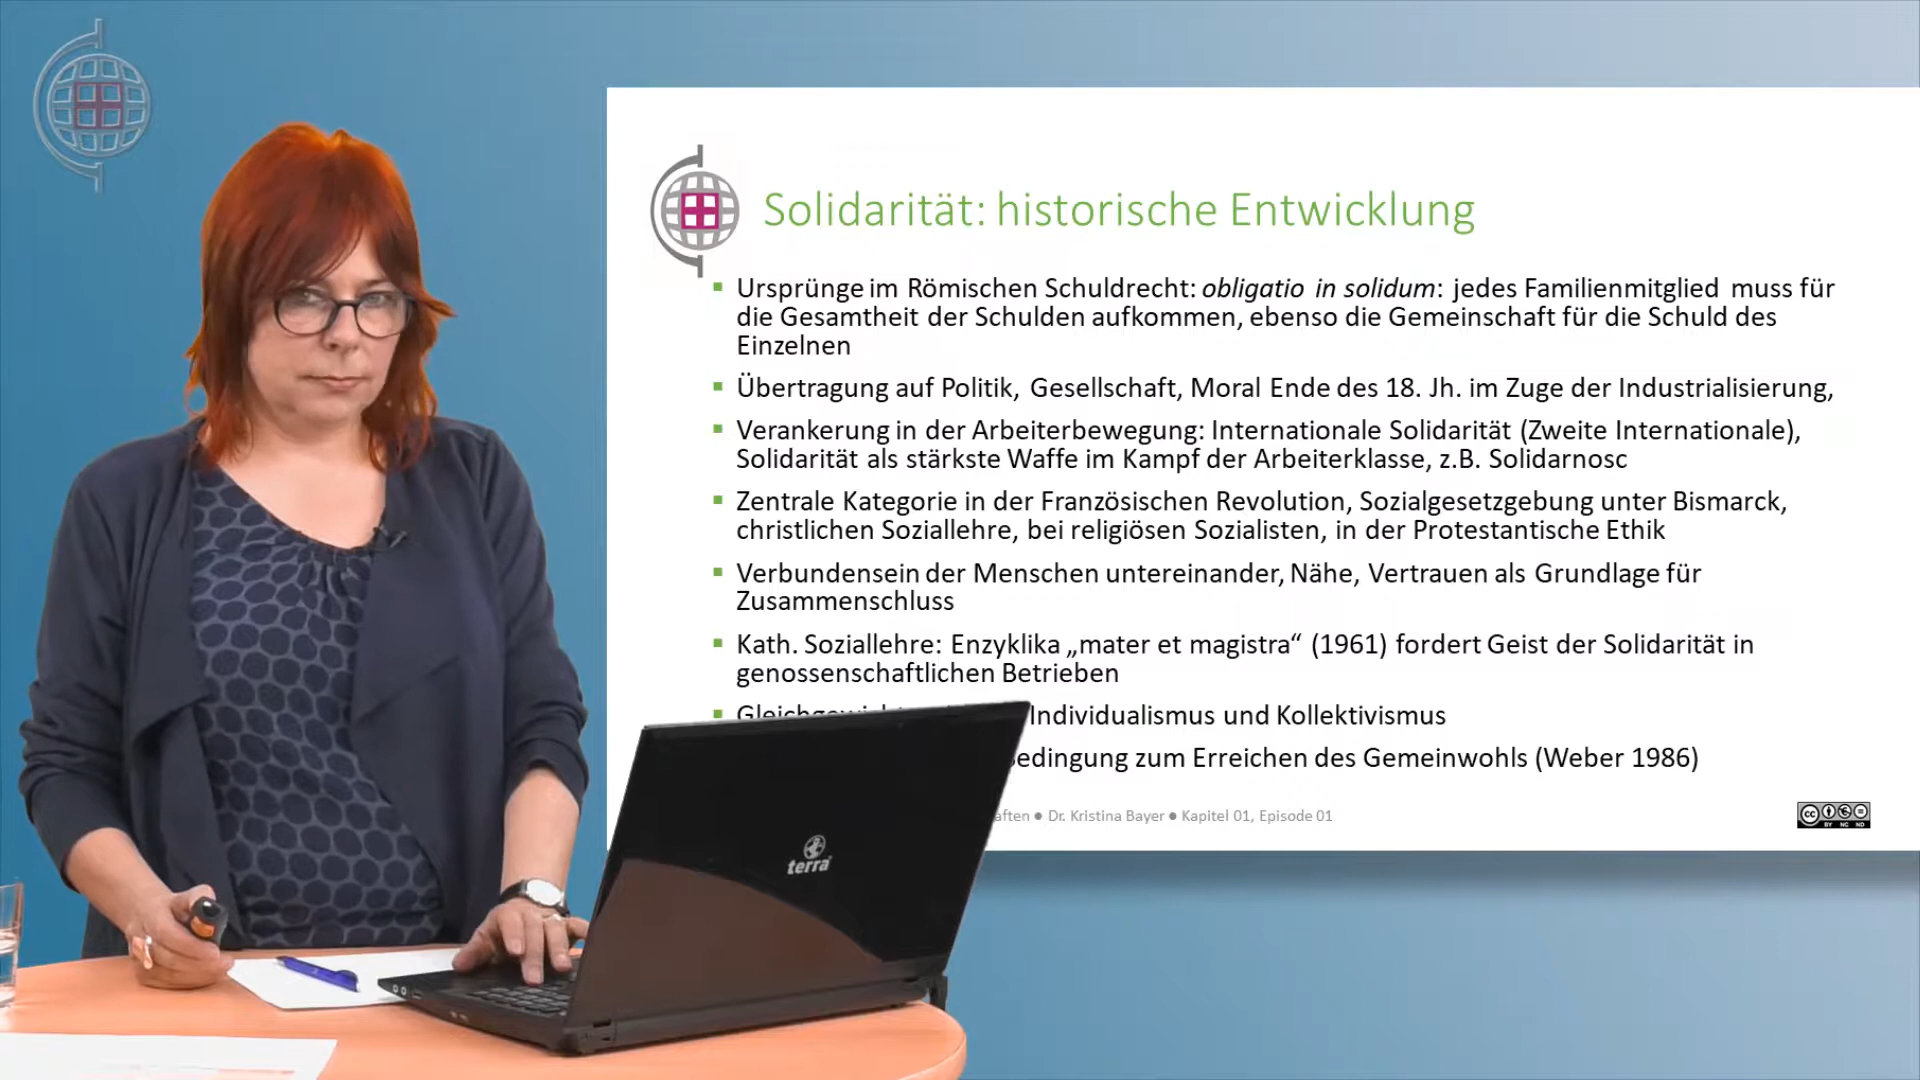 Solidarität: historische Entwicklung
Ursprünge im Römischen Schuldrecht: obligatio in solidum: jedes Familienmitglied muss für
die Gesamtheit der Schulden aufkommen, ebenso die Gemeinschaft für die Schuld des
Einzelnen
Übertragung auf Politik, Gesellschaft, Moral Ende des 18. Jh. im Zuge der Industrialisierung,
Verankerung in der Arbeiterbewegung: Internationale Solidarität (Zweite Internationale),
Solidarität als stärkste Waffe im Kampf der Arbeiterklasse, z.B. Solidarnosc
Zentrale Kategorie in der Französischen Revolution, Sozialgesetzgebung unter Bismarck,
christlichen Soziallehre, bei religiösen Sozialisten, in der Protestantische Ethik
Verbundensein der Menschen untereinander, Nähe, Vertrauen als Grundlage für
Zusammenschluss
Kath. Soziallehre: Enzyklika „mater et magistra“ (1961) fordert Geist der Solidarität in
genossenschaftlichen Betrieben
Individualismus und Kollektivismus
Bedingung zum Erreichen des Gemeinwohls (Weber 1986)
aften ● Dr. Kristina Bayer ● Kapitel 01, Episode 01
cc BY NC ND
terra